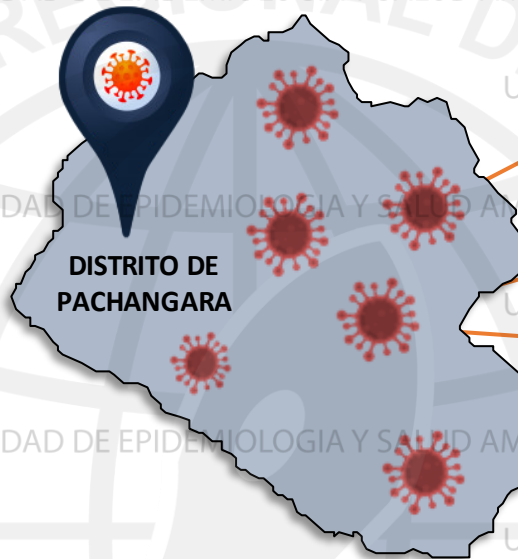 DAD DE EPIDEMIOLOGIA Y SALUD AM
DISTRITO DE
PACHANGARA
DAD DE EPIDEMIOLOGIA Y SALUD AM